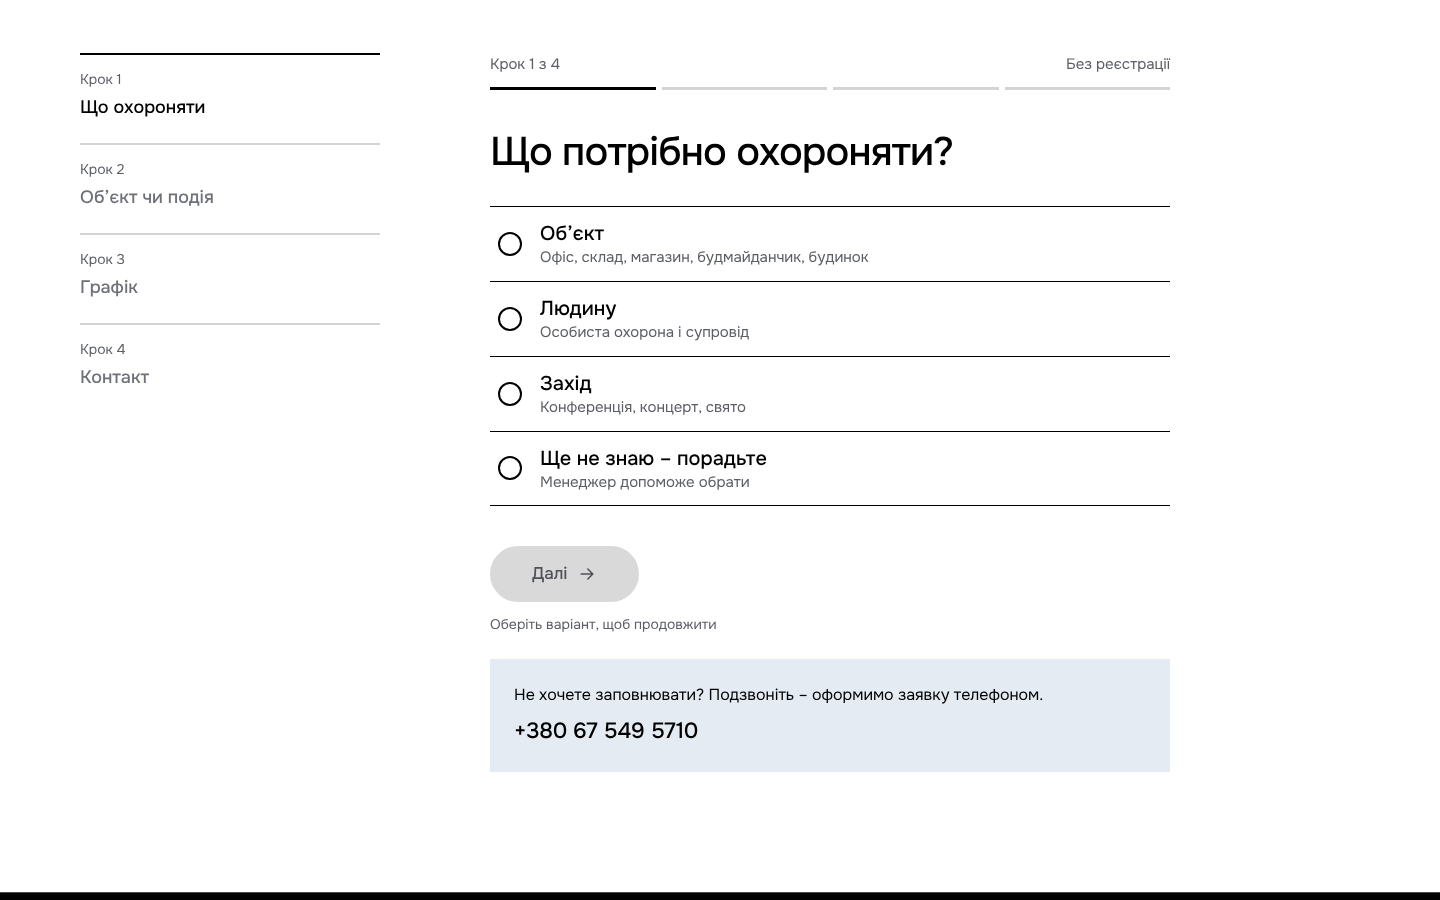 Крок 1
Що охороняти
Крок 2
Об’єкт чи подія
Крок 3
Графік
Крок 4
Контакт
Крок 1 з 4
Без реєстрації
Що потрібно охороняти?
Об’єкт
Офіс, склад, магазин, будмайданчик, будинок
Людину
Особиста охорона і супровід
Захід
Конференція, концерт, свято
Ще не знаю – порадьте
Менеджер допоможе обрати
Далі →
Оберіть варіант, щоб продовжити
Не хочете заповнювати? Подзвоніть – оформимо заявку телефоном.
+380 67 549 5710